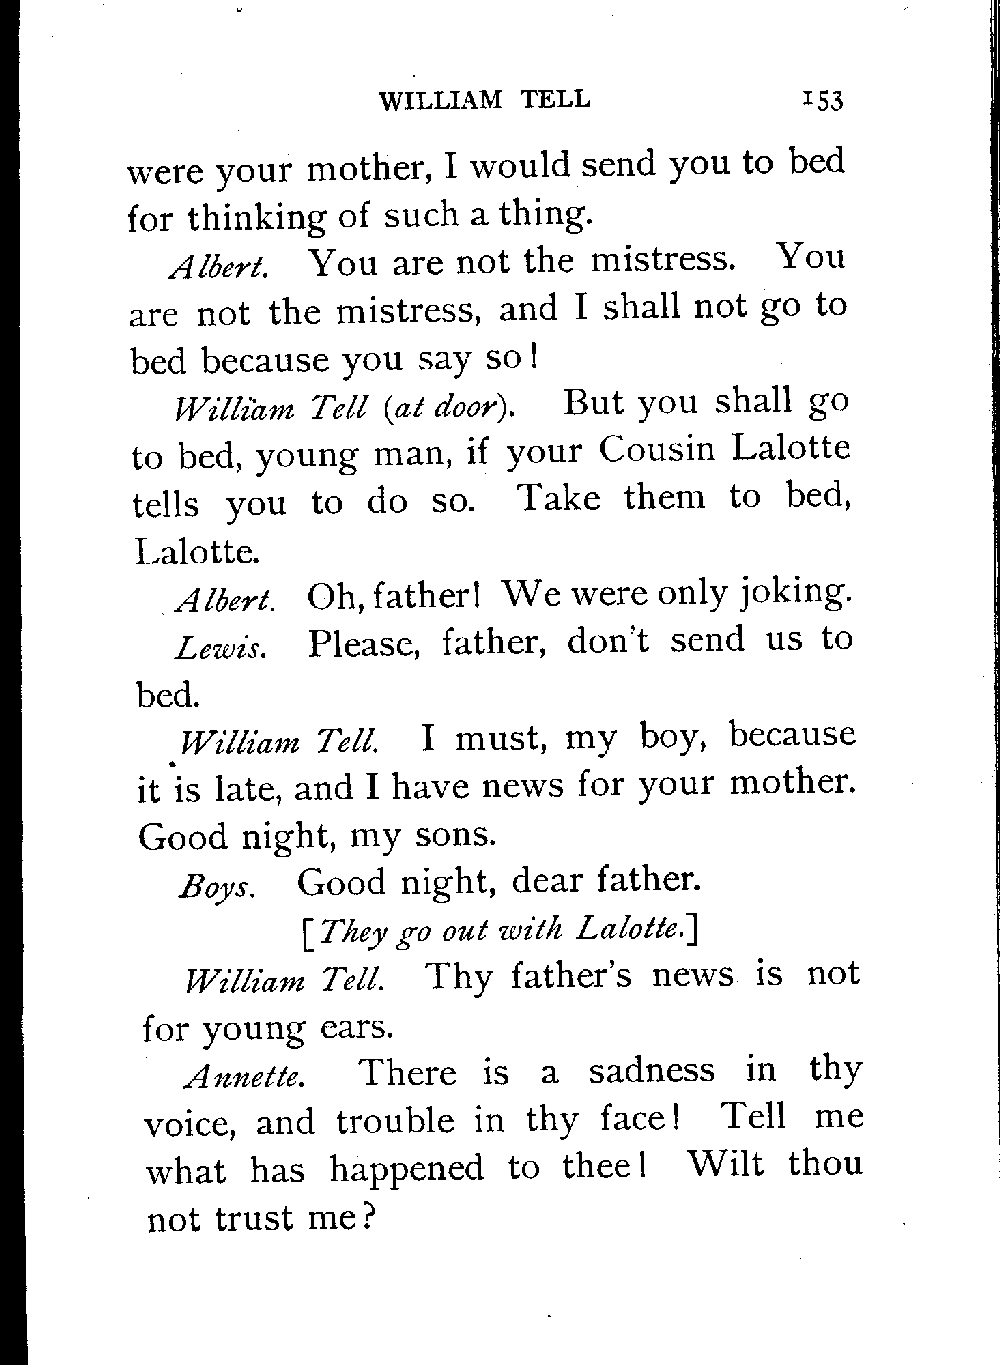 WILLIAM TELL 153
were your mother, I would send you to bed
for thinking of such a thing.
Albert. You are not the mistress. You
are not the mistress, and I shall not go to
bed because you say so!
William Tell (at door). But you shall go
to bed, young man, if your Cousin Lalotte
tells you to do so. Take them to bed,
Lalotte.
Albert. Oh, father! We were only joking.
Lewis. Please, father, don't send us to
bed.
William Tell. I must, my boy, because
it is late, and I have news for your mother.
Good night, my sons.
Boys. Good night, dear father.
[They go out with Lalotte.]
William Tell. Thy father's news is not
for young ears.
Annette. There is a sadness in thy
voice, and trouble in thy face! Tell me
what has happened to thee! Wilt thou
not trust me?